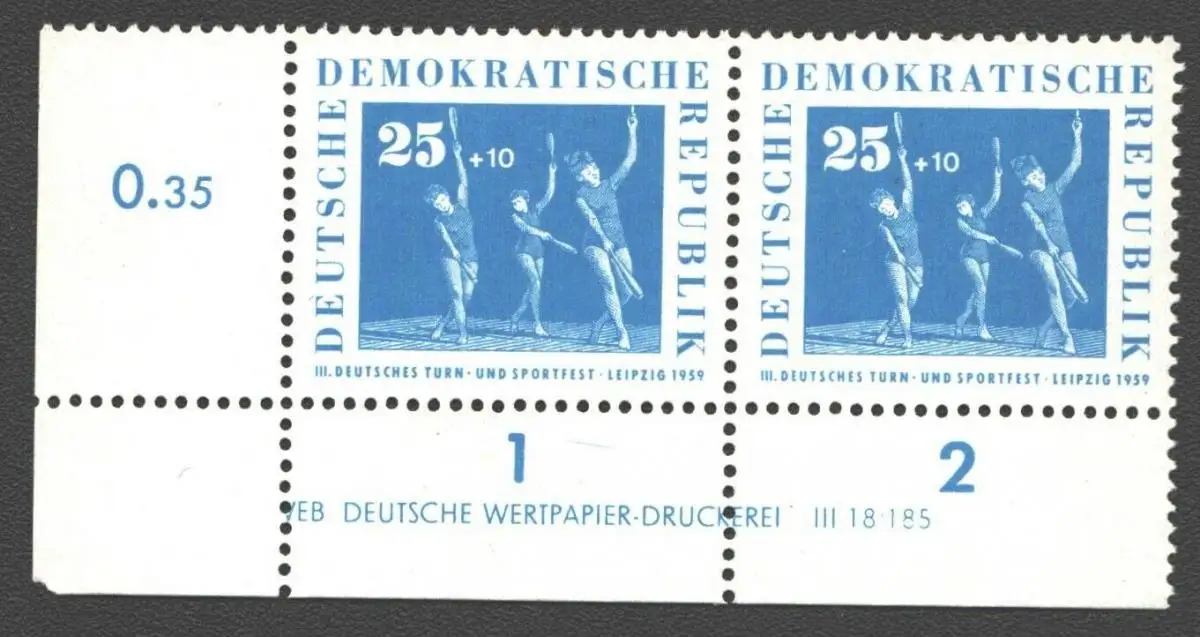 DEUTSCHE DEMOKRATISCHE REPUBLIK
25 +10
III. DEUTSCHES TURN- UND SPORTFEST · LEIPZIG 1959
DEUTSCHE DEMOKRATISCHE REPUBLIK
25 +10
III. DEUTSCHES TURN- UND SPORTFEST · LEIPZIG 1959
0.35
1
2
VEB DEUTSCHE WERTPAPIER-DRUCKEREI III 18 185